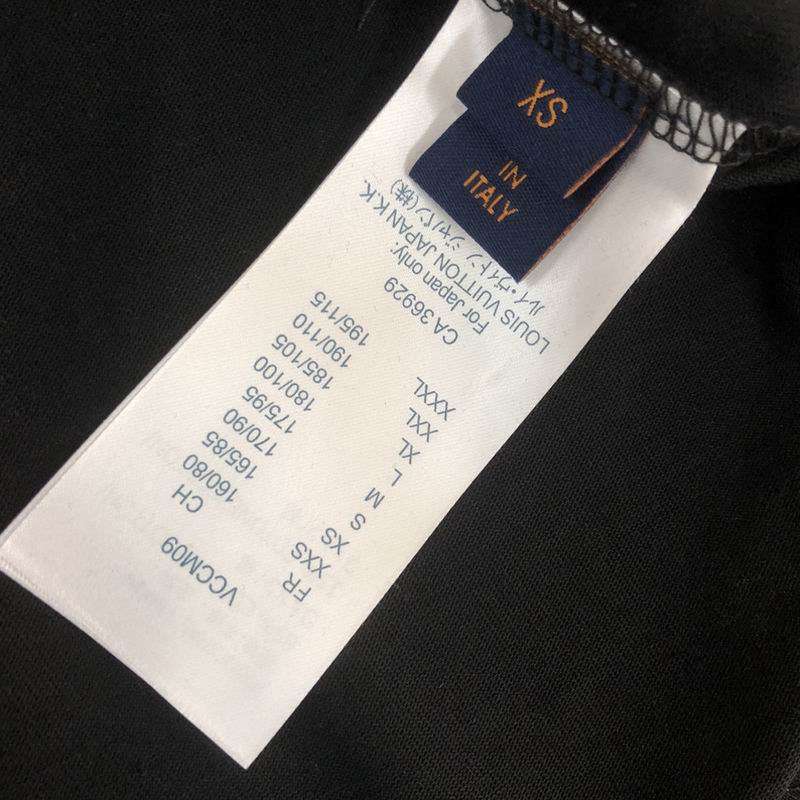 XS
IN
ITALY
VCCM09
FR CH
XXS 160/80
XS 165/85
S 170/90
M 175/95
L 180/100
XL 185/105
XXL 190/110
XXXL 195/115
CA 36929
For Japan only:
LOUIS VUITTON JAPAN K.K.
ルイ・ヴィトン ジャパン(株)